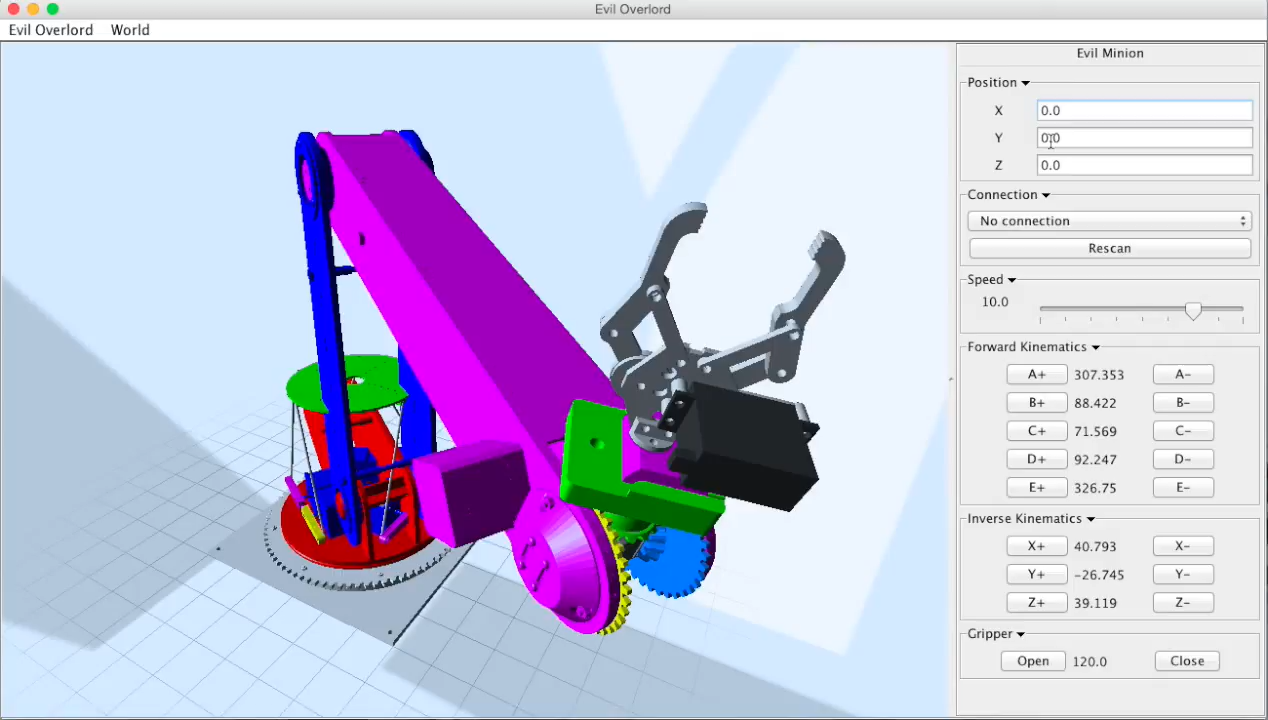 Evil Overlord
Evil Overlord World
Evil Minion
Position
X 0.0
Y 0.0
Z 0.0
Connection
No connection
Rescan
Speed
10.0
Forward Kinematics
A+ 307.353 A-
B+ 88.422 B-
C+ 71.569 C-
D+ 92.247 D-
E+ 326.75 E-
Inverse Kinematics
X+ 40.793 X-
Y+ -26.745 Y-
Z+ 39.119 Z-
Gripper
Open 120.0 Close